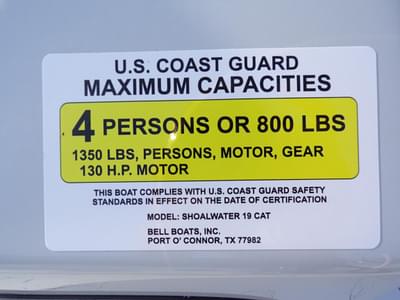 U.S. COAST GUARD
MAXIMUM CAPACITIES
4 PERSONS OR 800 LBS
1350 LBS, PERSONS, MOTOR, GEAR
130 H.P. MOTOR
THIS BOAT COMPLIES WITH U.S. COAST GUARD SAFETY
STANDARDS IN EFFECT ON THE DATE OF CERTIFICATION
MODEL: SHOALWATER 19 CAT
BELL BOATS, INC.
PORT O' CONNOR, TX 77982